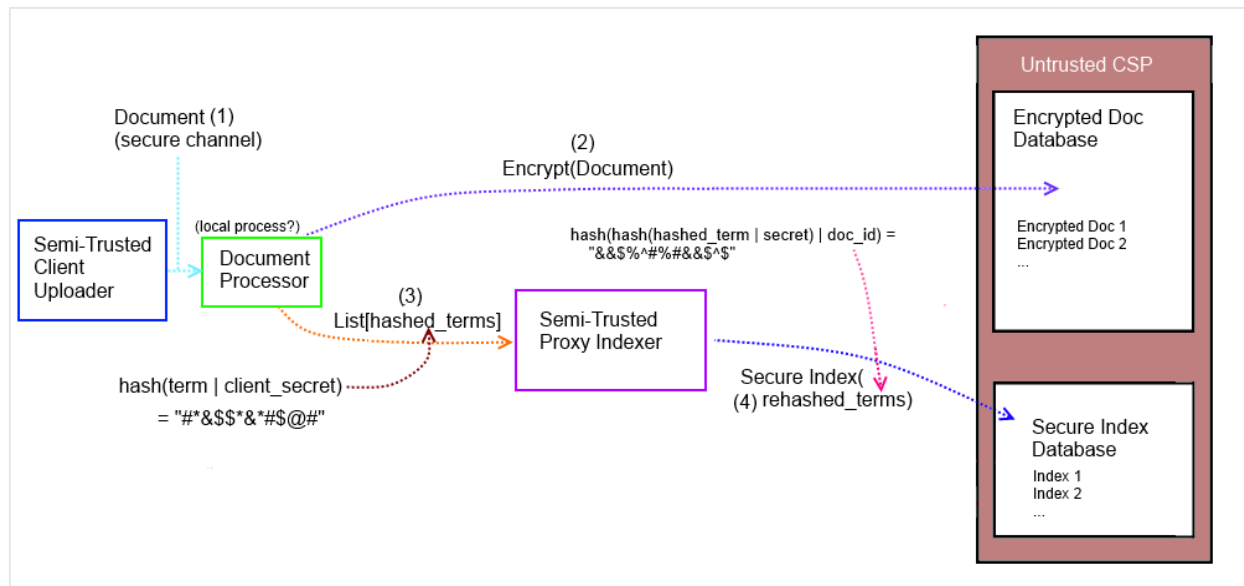 Untrusted CSP
Document (1)
(secure channel)
(2)
Encrypt(Document)
Encrypted Doc
Database
Encrypted Doc 1
Encrypted Doc 2
...
(local process?)
Semi-Trusted
Client
Uploader
Document
Processor
hash(hash(hashed_term | secret) | doc_id) =
"&&$%^#%#&&$^$"
(3)
List[hashed_terms]
Semi-Trusted
Proxy Indexer
hash(term | client_secret)
= "#*&$$*&*#$@#"
Secure Index(
(4) rehashed_terms)
Secure Index
Database
Index 1
Index 2
...